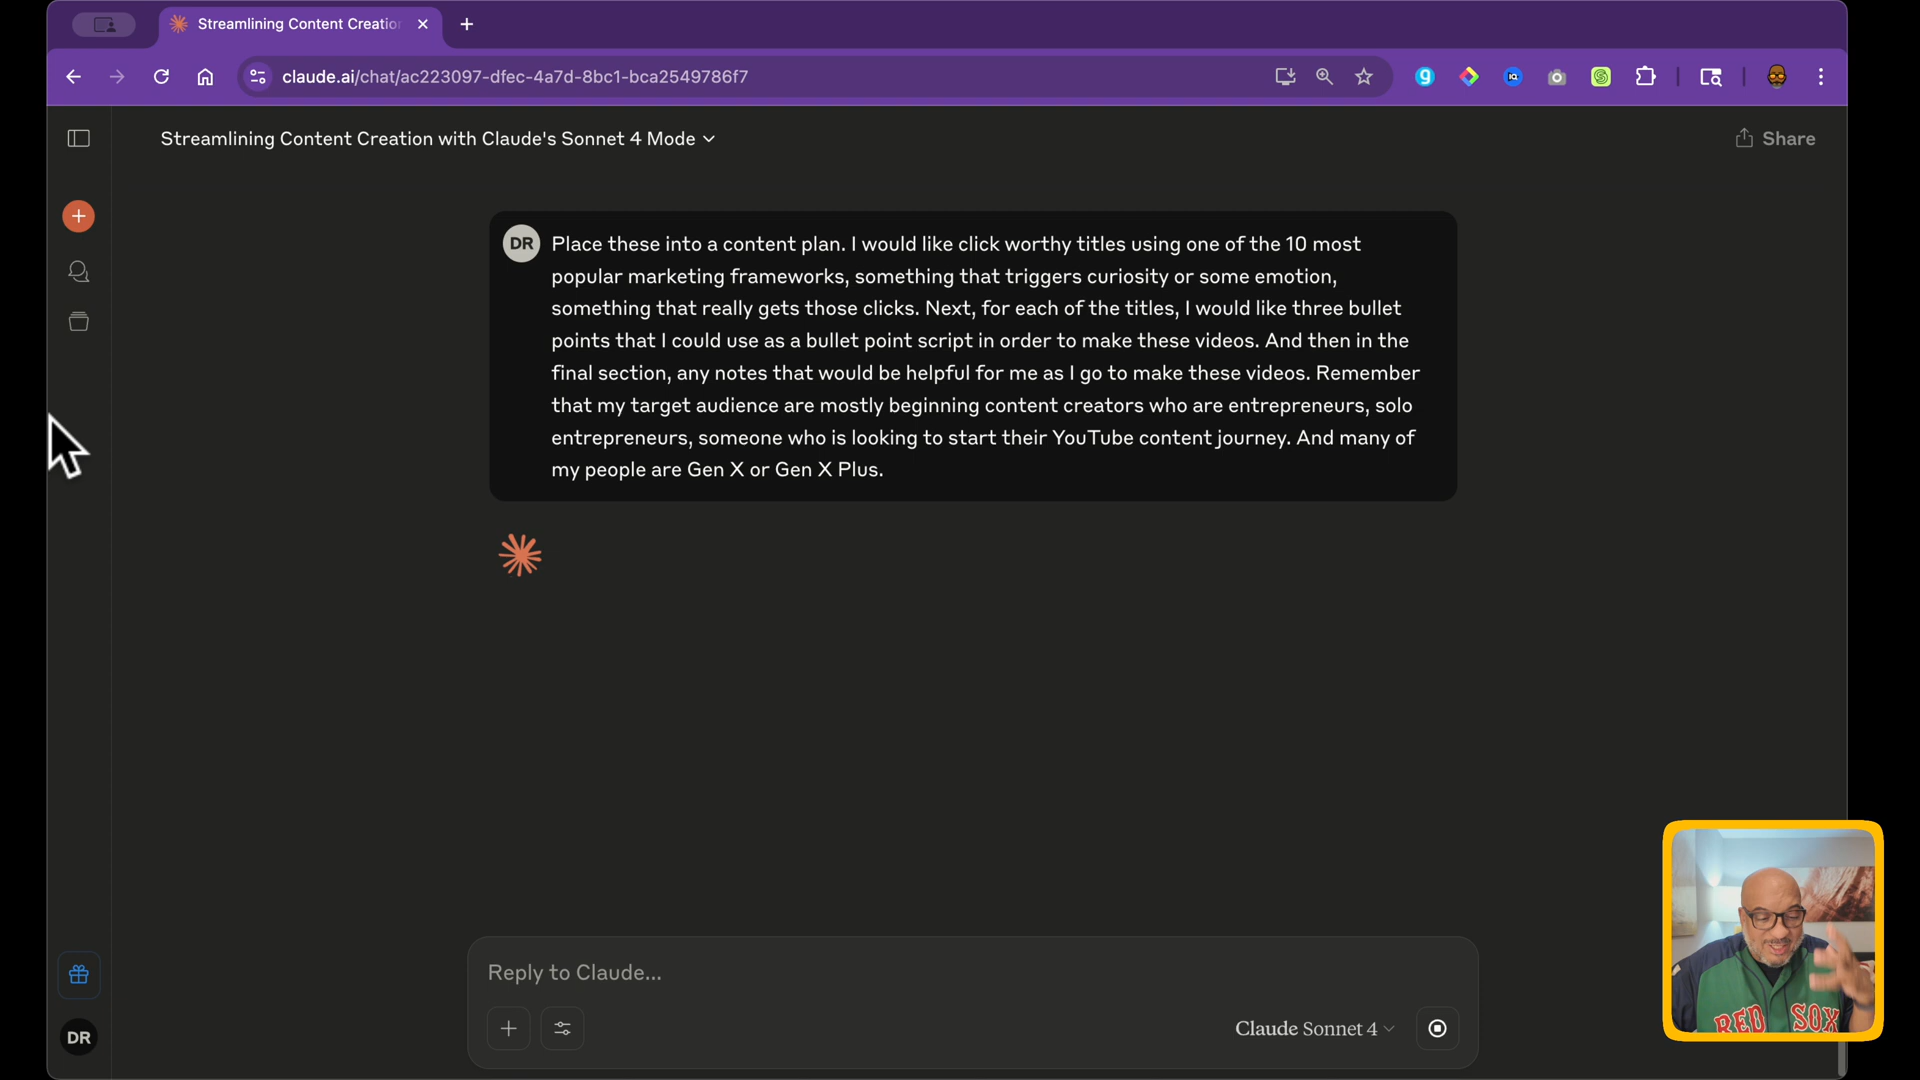 Streamlining Content Creatio
claude.ai/chat/ac223097-dfec-4a7d-8bc1-bca2549786f7
Streamlining Content Creation with Claude's Sonnet 4 Mode
Share
DR
Place these into a content plan. I would like click worthy titles using one of the 10 most
popular marketing frameworks, something that triggers curiosity or some emotion,
something that really gets those clicks. Next, for each of the titles, I would like three bullet
points that I could use as a bullet point script in order to make these videos. And then in the
final section, any notes that would be helpful for me as I go to make these videos. Remember
that my target audience are mostly beginning content creators who are entrepreneurs, solo
entrepreneurs, someone who is looking to start their YouTube content journey. And many of
my people are Gen X or Gen X Plus.
Reply to Claude...
Claude Sonnet 4
DR
RED SOX